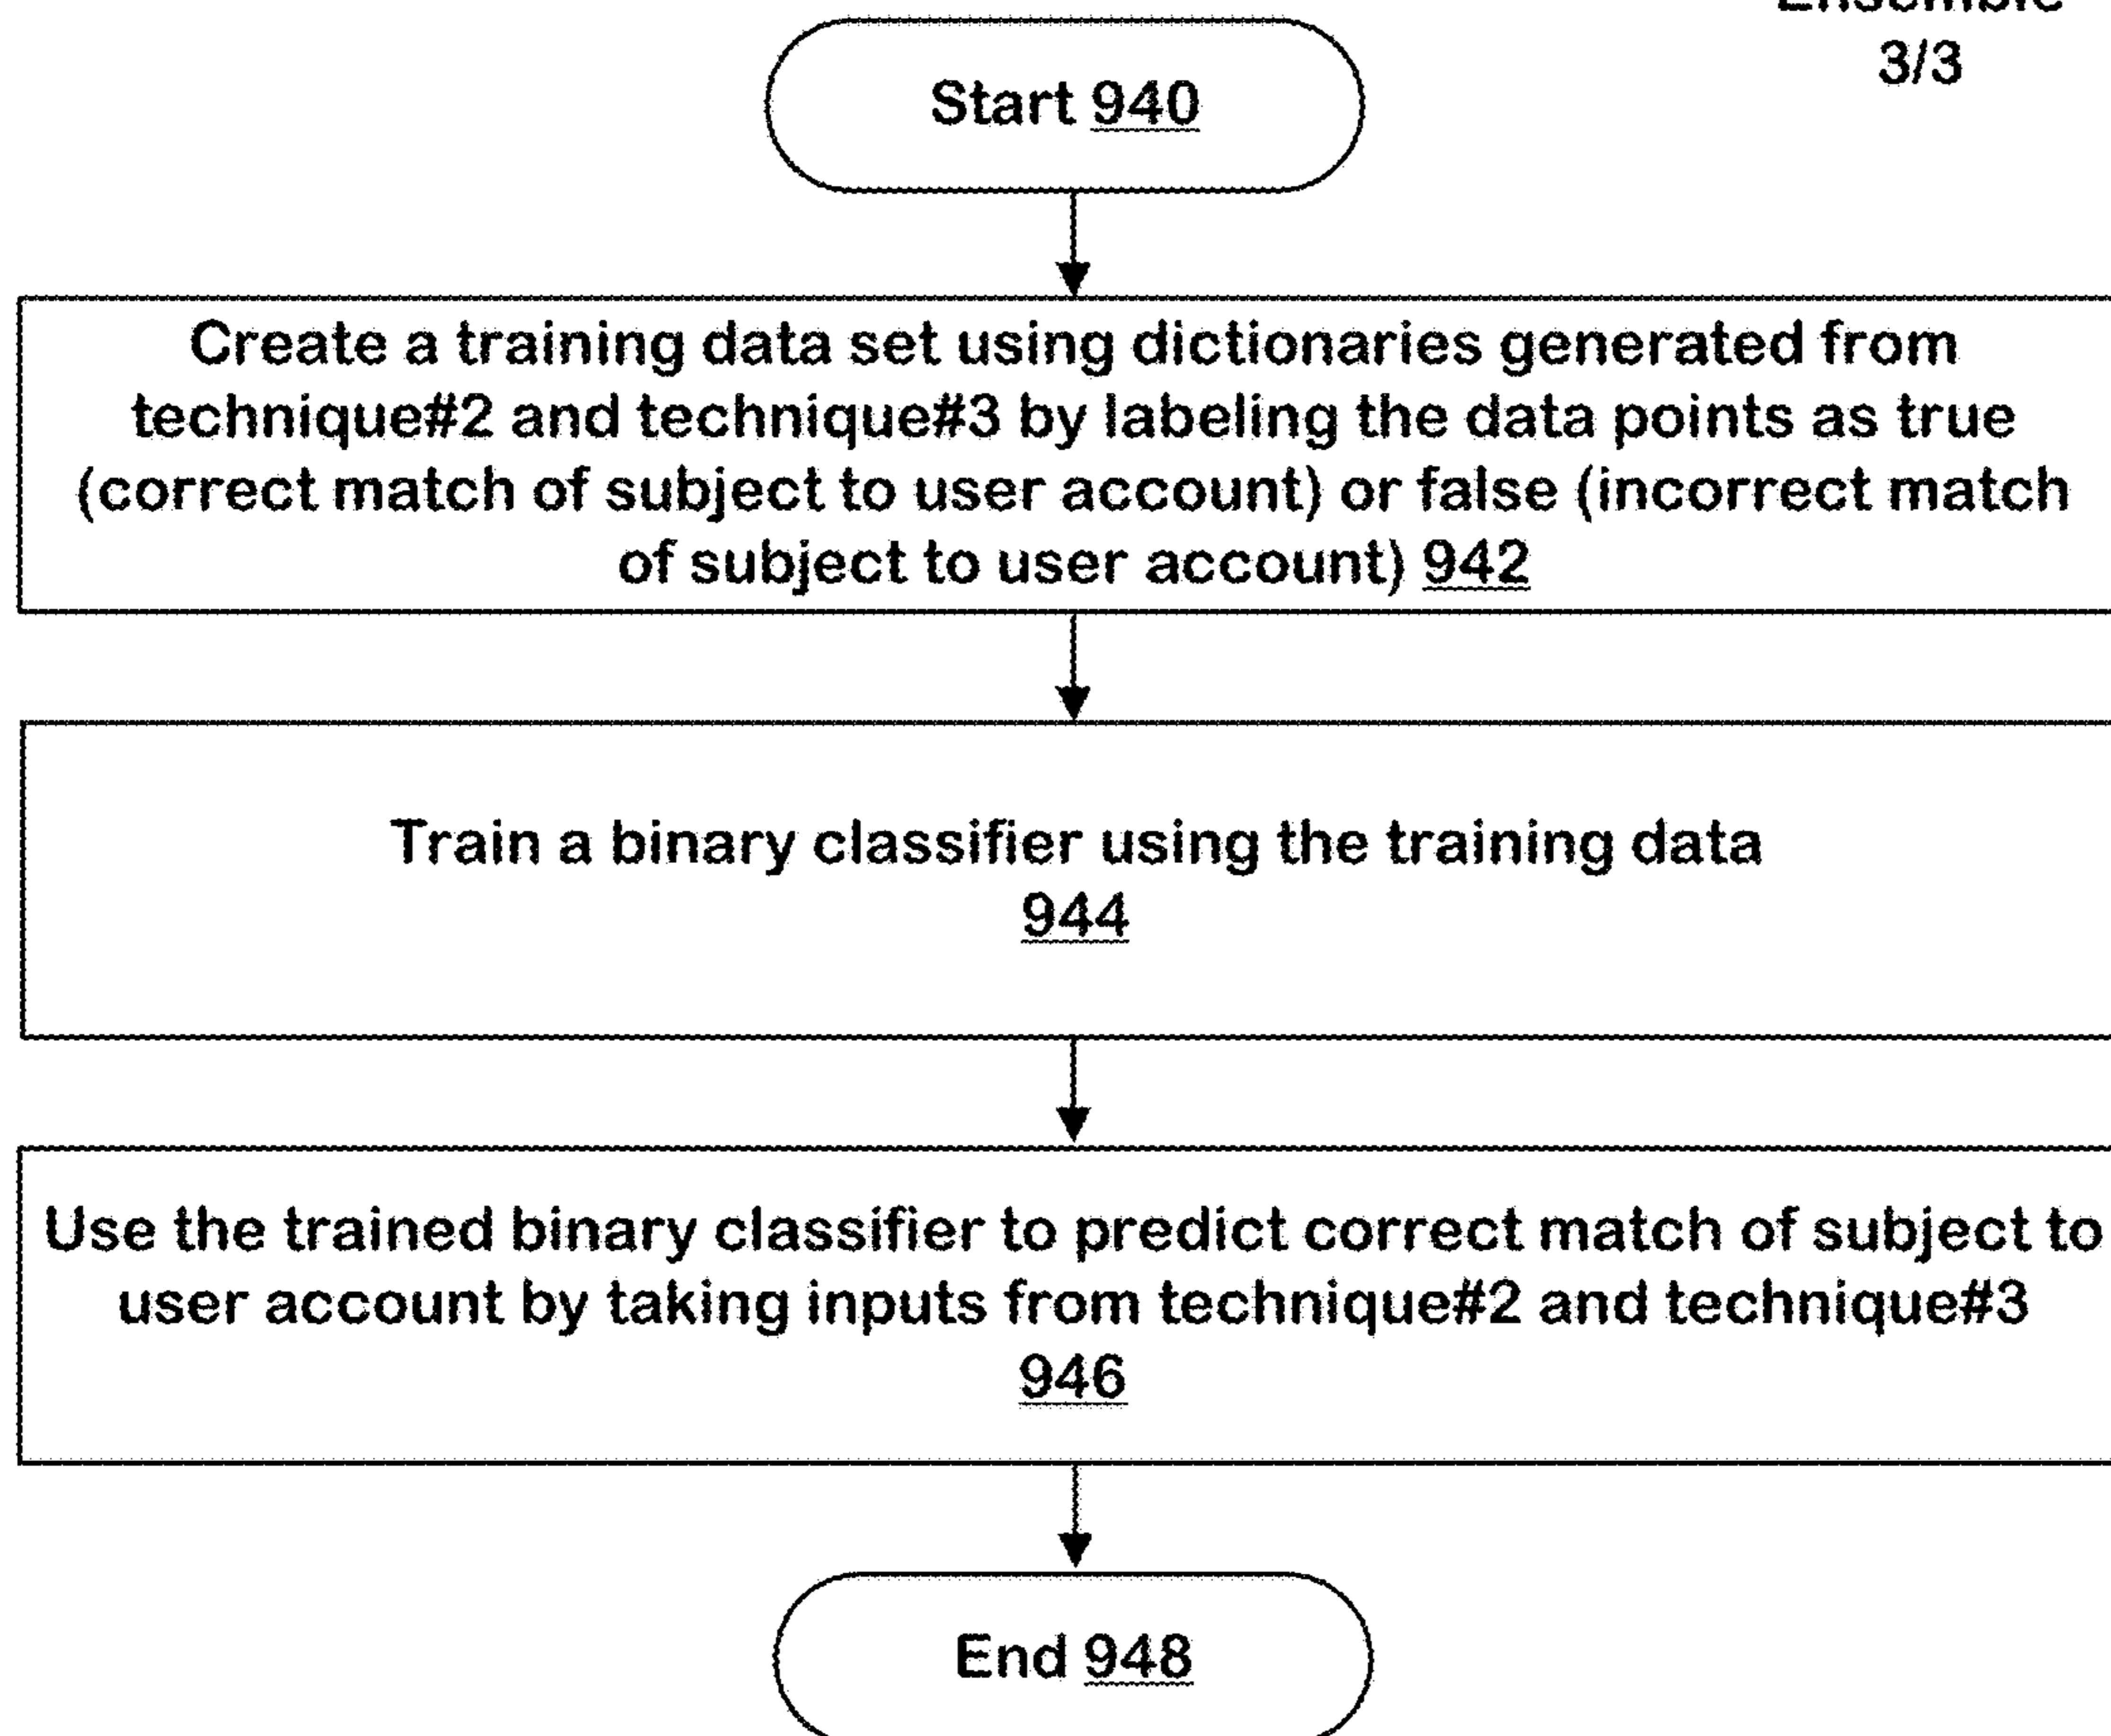 Ensemble
3/3
Start 940
Create a training data set using dictionaries generated from
technique#2 and technique#3 by labeling the data points as true
(correct match of subject to user account) or false (incorrect match
of subject to user account) 942
Train a binary classifier using the training data
944
Use the trained binary classifier to predict correct match of subject to
user account by taking inputs from technique#2 and technique#3
946
End 948